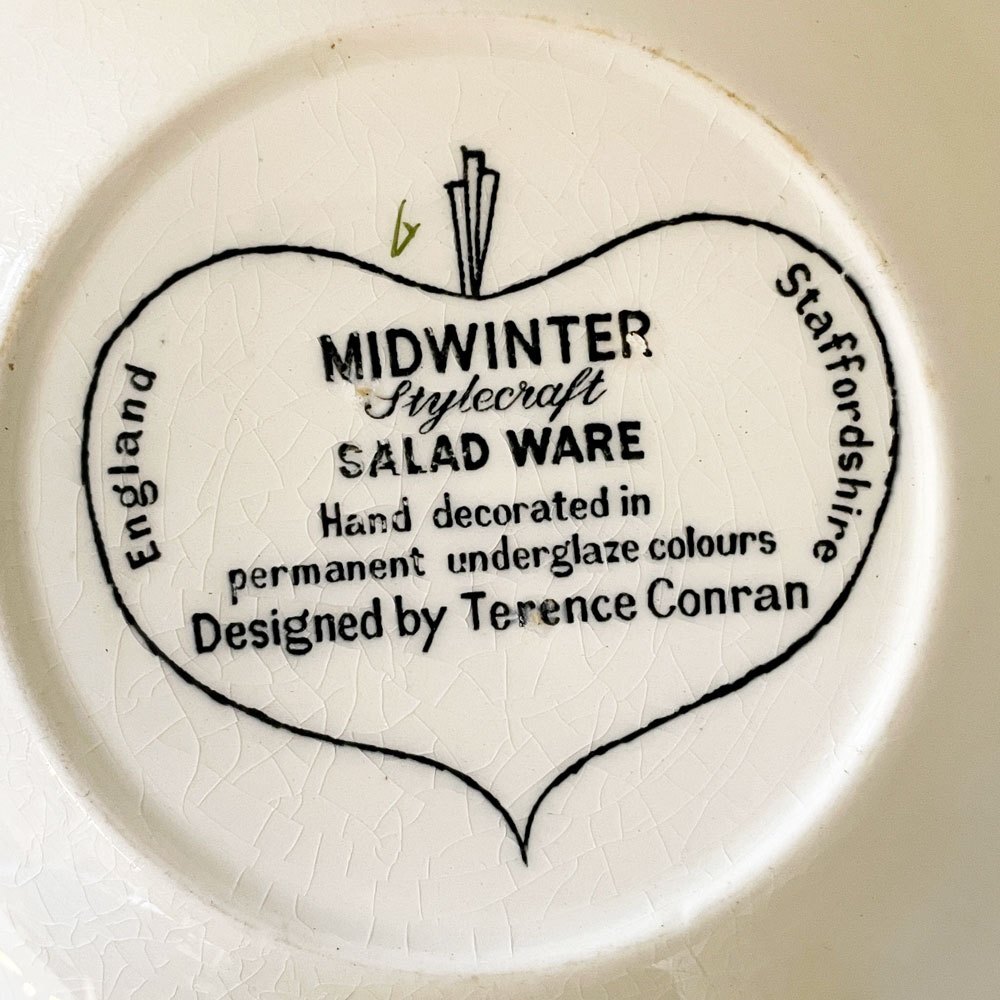 MIDWINTER
Stylecraft
SALAD WARE
Hand decorated in
permanent underglaze colours
Designed by Terence Conran
England
Staffordshire